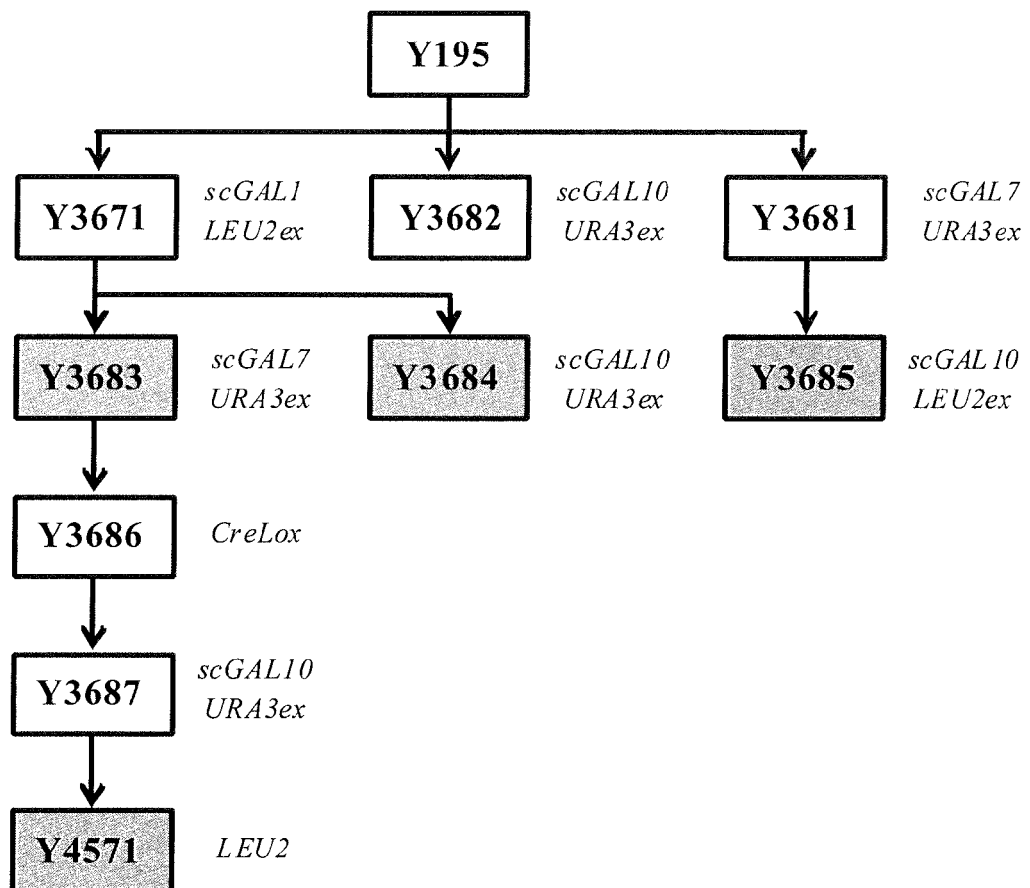 Y195
Y3671
scGAL1
LEU2ex
Y3682
scGAL10
URA3ex
Y3681
scGAL7
URA3ex
Y3683
scGAL7
URA3ex
Y3684
scGAL10
URA3ex
Y3685
scGAL10
LEU2ex
Y3686
CreLox
Y3687
scGAL10
URA3ex
Y4571
LEU2